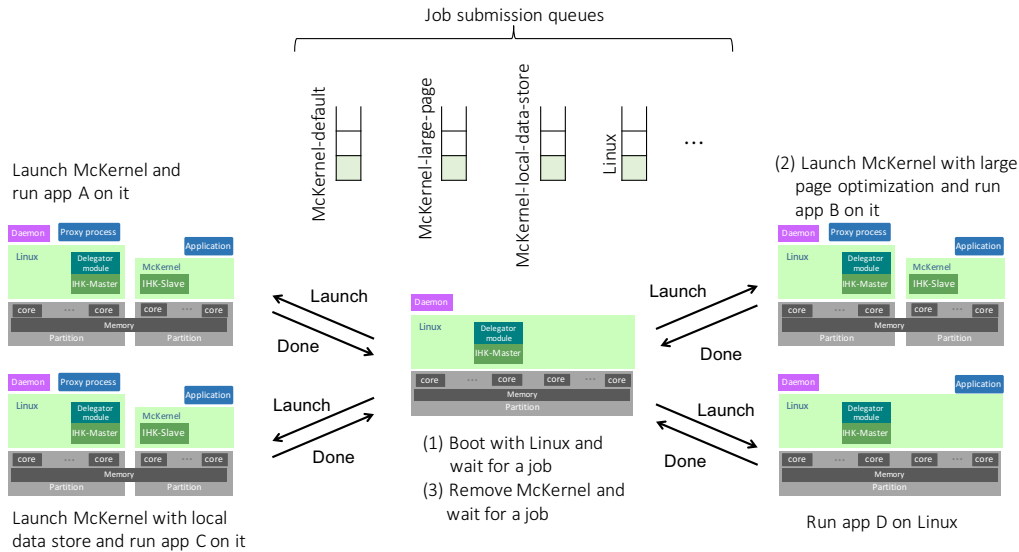 Job submission queues
McKernel-default
McKernel-large-page
McKernel-local-data-store
Linux
...
Launch McKernel and
run app A on it
Daemon
Proxy process
Application
Linux
Delegator
module
IHK-Master
McKernel
IHK-Slave
core
...
core
core
...
core
Memory
Partition
Partition
Launch
Done
(2) Launch McKernel with large
page optimization and run
app B on it
Daemon
Proxy process
Application
Linux
Delegator
module
IHK-Master
McKernel
IHK-Slave
core
...
core
core
...
core
Memory
Partition
Partition
Launch
Done
Daemon
Linux
Delegator
module
IHK-Master
core
...
core
core
...
core
Memory
Partition
(1) Boot with Linux and
wait for a job
(3) Remove McKernel and
wait for a job
Daemon
Proxy process
Application
Linux
Delegator
module
IHK-Master
McKernel
IHK-Slave
core
...
core
core
...
core
Memory
Partition
Partition
Launch
Done
Launch McKernel with local
data store and run app C on it
Daemon
Application
Linux
Delegator
module
IHK-Master
core
...
core
core
...
core
Memory
Partition
Launch
Done
Run app D on Linux